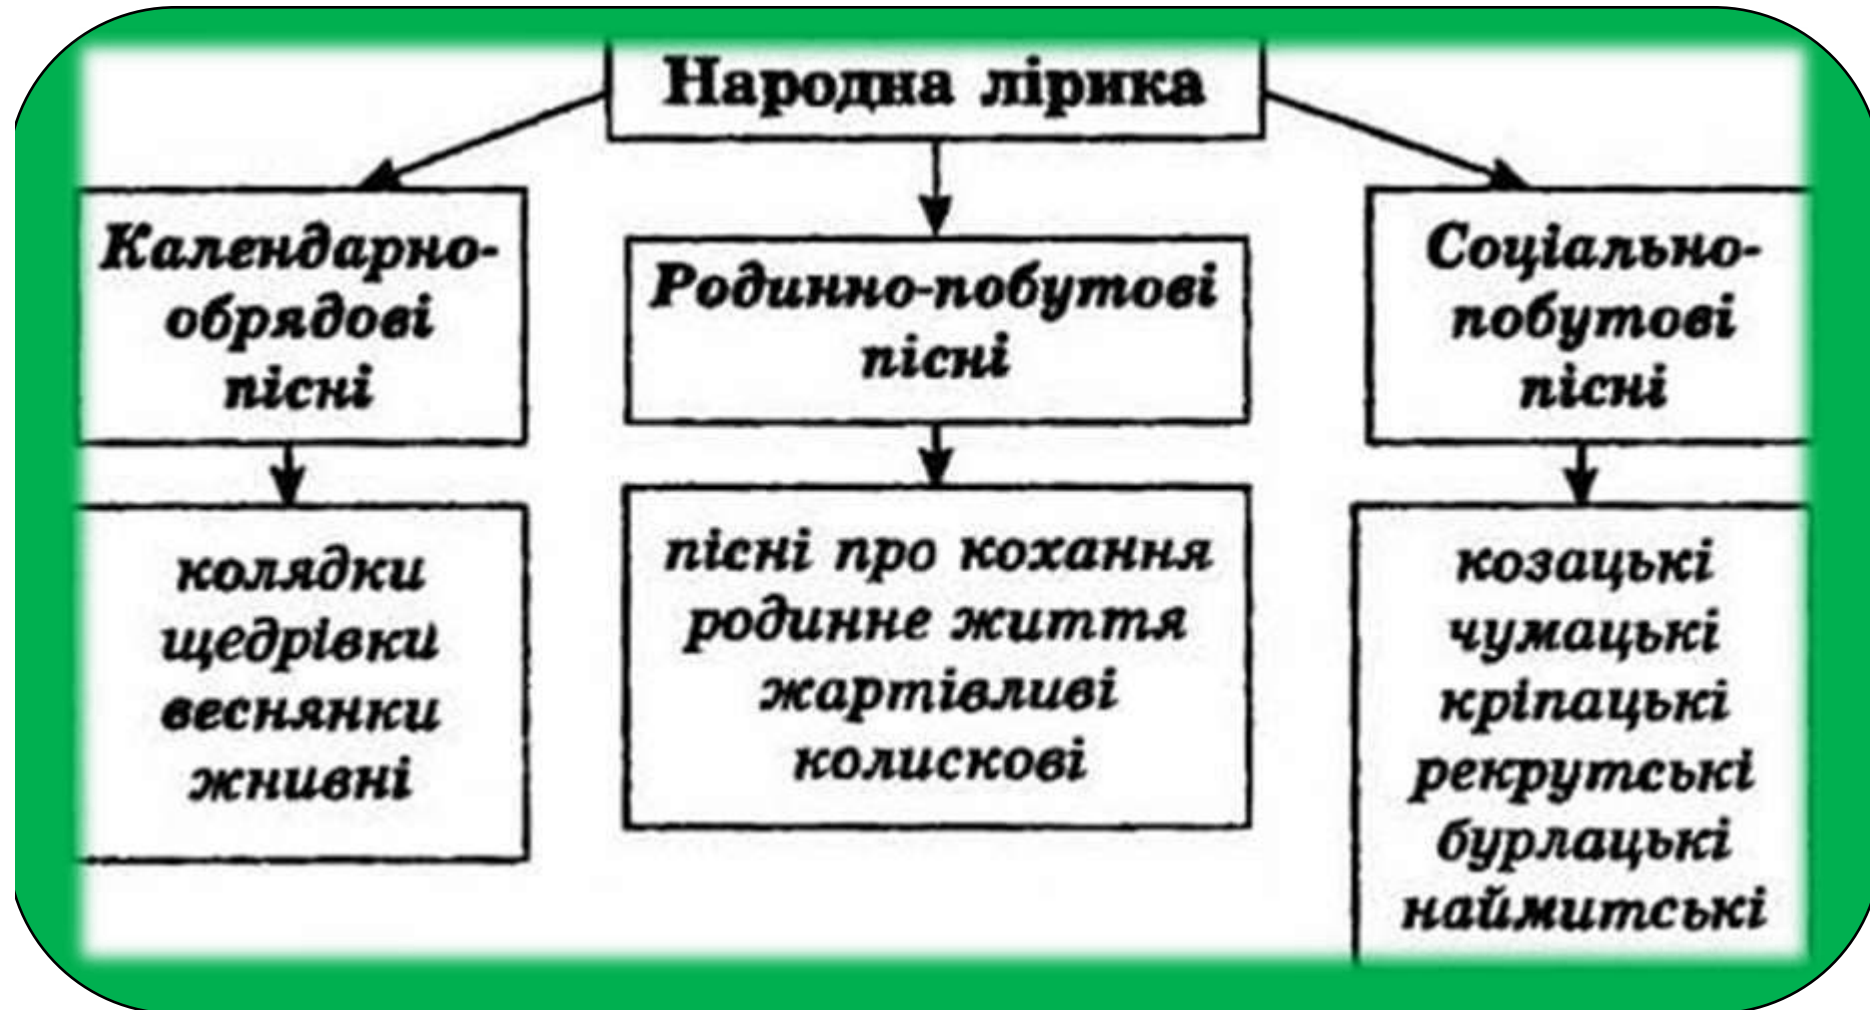 Народна лірика
Календарно-
обрядові
пісні
Родинно-побутові
пісні
Соціально-
побутові
пісні
колядки
щедрівки
веснянки
жнивні
пісні про кохання
родинне життя
жартівливі
колискові
козацькі
чумацькі
кріпацькі
рекрутські
бурлацькі
наймитські